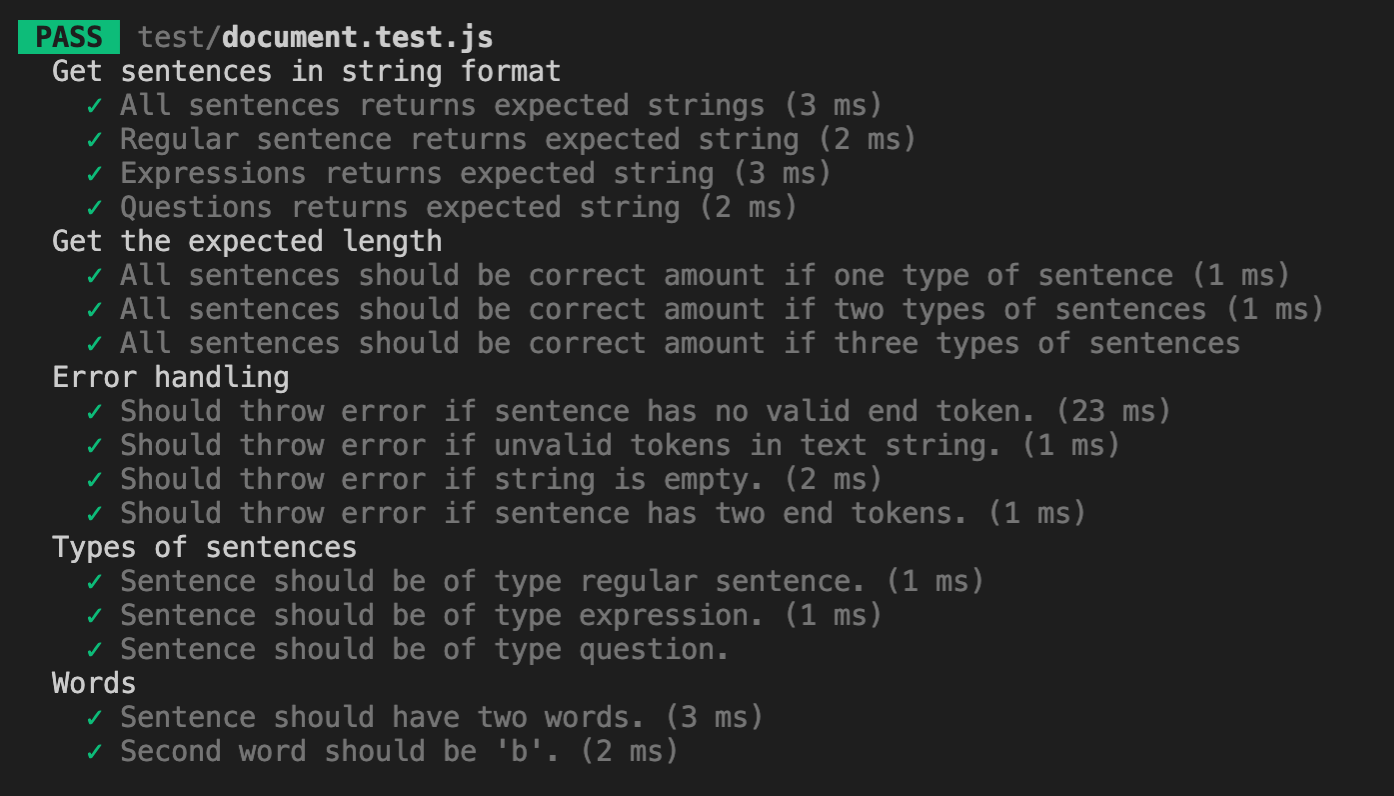 PASS test/document.test.js
Get sentences in string format
✓ All sentences returns expected strings (3 ms)
✓ Regular sentence returns expected string (2 ms)
✓ Expressions returns expected string (3 ms)
✓ Questions returns expected string (2 ms)
Get the expected length
✓ All sentences should be correct amount if one type of sentence (1 ms)
✓ All sentences should be correct amount if two types of sentences (1 ms)
✓ All sentences should be correct amount if three types of sentences
Error handling
✓ Should throw error if sentence has no valid end token. (23 ms)
✓ Should throw error if unvalid tokens in text string. (1 ms)
✓ Should throw error if string is empty. (2 ms)
✓ Should throw error if sentence has two end tokens. (1 ms)
Types of sentences
✓ Sentence should be of type regular sentence. (1 ms)
✓ Sentence should be of type expression. (1 ms)
✓ Sentence should be of type question.
Words
✓ Sentence should have two words. (3 ms)
✓ Second word should be 'b'. (2 ms)